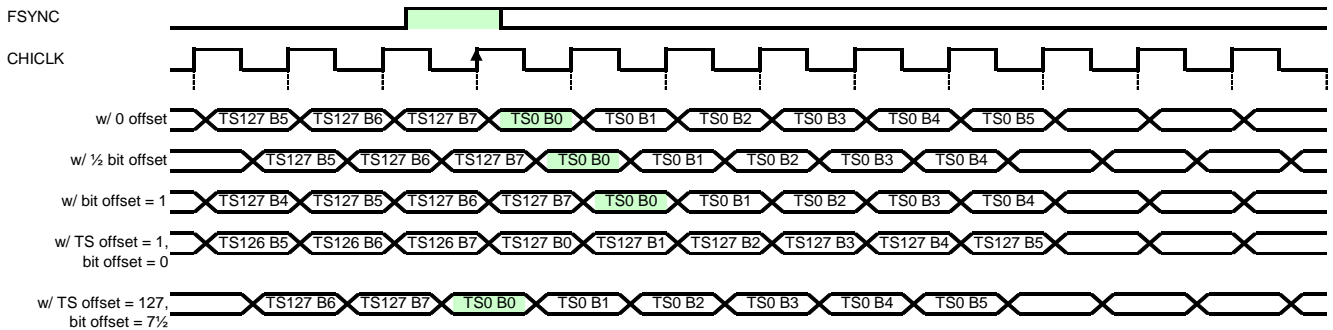 FSYNC
CHICLK
w/ 0 offset TS127 B5 TS127 B6 TS127 B7 TS0 B0 TS0 B1 TS0 B2 TS0 B3 TS0 B4 TS0 B5
w/ ½ bit offset TS127 B5 TS127 B6 TS127 B7 TS0 B0 TS0 B1 TS0 B2 TS0 B3 TS0 B4
w/ bit offset = 1 TS127 B4 TS127 B5 TS127 B6 TS127 B7 TS0 B0 TS0 B1 TS0 B2 TS0 B3 TS0 B4
w/ TS offset = 1, TS126 B5 TS126 B6 TS126 B7 TS127 B0 TS127 B1 TS127 B2 TS127 B3 TS127 B4 TS127 B5
bit offset = 0
w/ TS offset = 127, TS127 B6 TS127 B7 TS0 B0 TS0 B1 TS0 B2 TS0 B3 TS0 B4 TS0 B5
bit offset = 7½